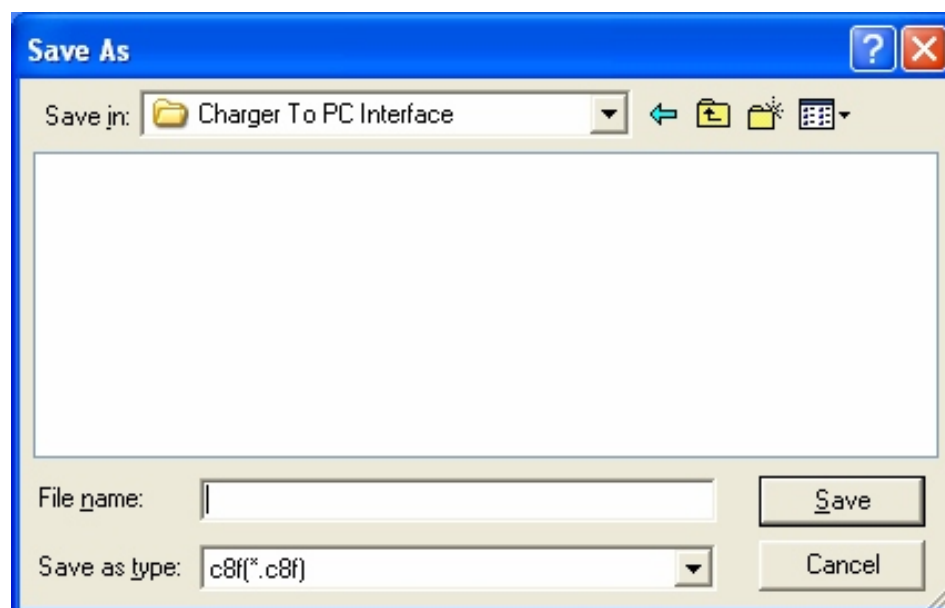 Save As
Save in: Charger To PC Interface
File name: Save
Save as type: c8f(*.c8f) Cancel